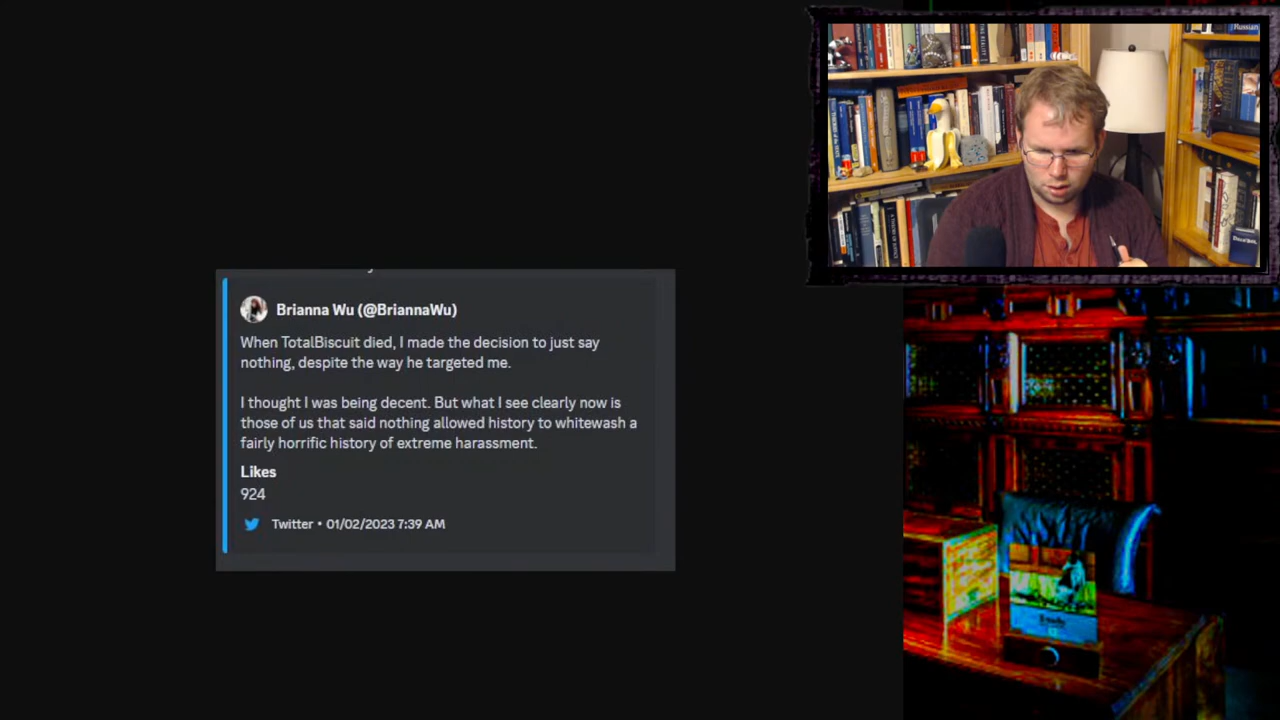 Brianna Wu (@BriannaWu)
When TotalBiscuit died, I made the decision to just say
nothing, despite the way he targeted me.
I thought I was being decent. But what I see clearly now is
those of us that said nothing allowed history to whitewash a
fairly horrific history of extreme harassment.
Likes
924
Twitter • 01/02/2023 7:39 AM
Russian